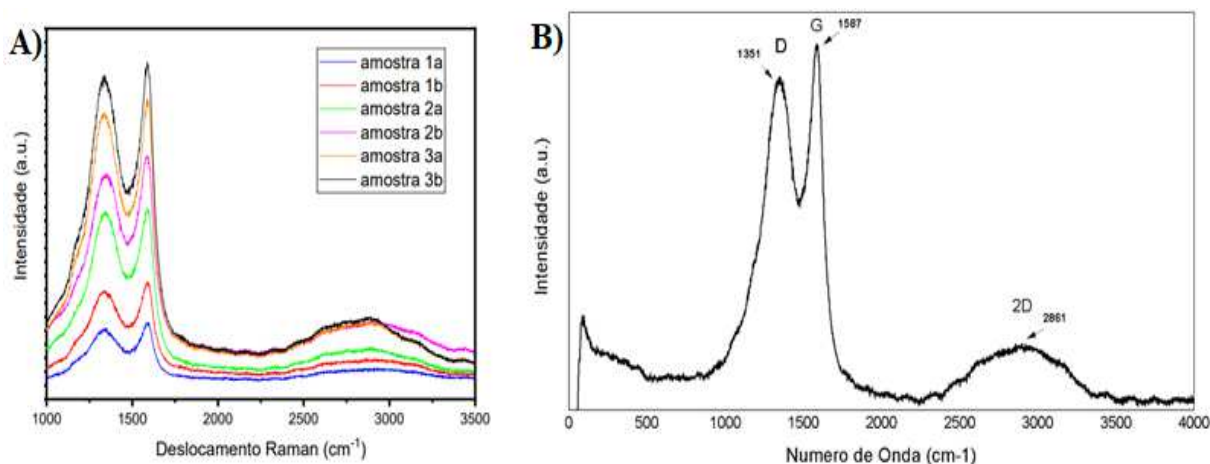 A)
Intensidade (a.u.)
amostra 1a
amostra 1b
amostra 2a
amostra 2b
amostra 3a
amostra 3b
1000 1500 2000 2500 3000 3500
Deslocamento Raman (cm-1)
B)
Intensidade (a.u.)
D
1351
G
1587
2D
2861
0 500 1000 1500 2000 2500 3000 3500 4000
Numero de Onda (cm-1)